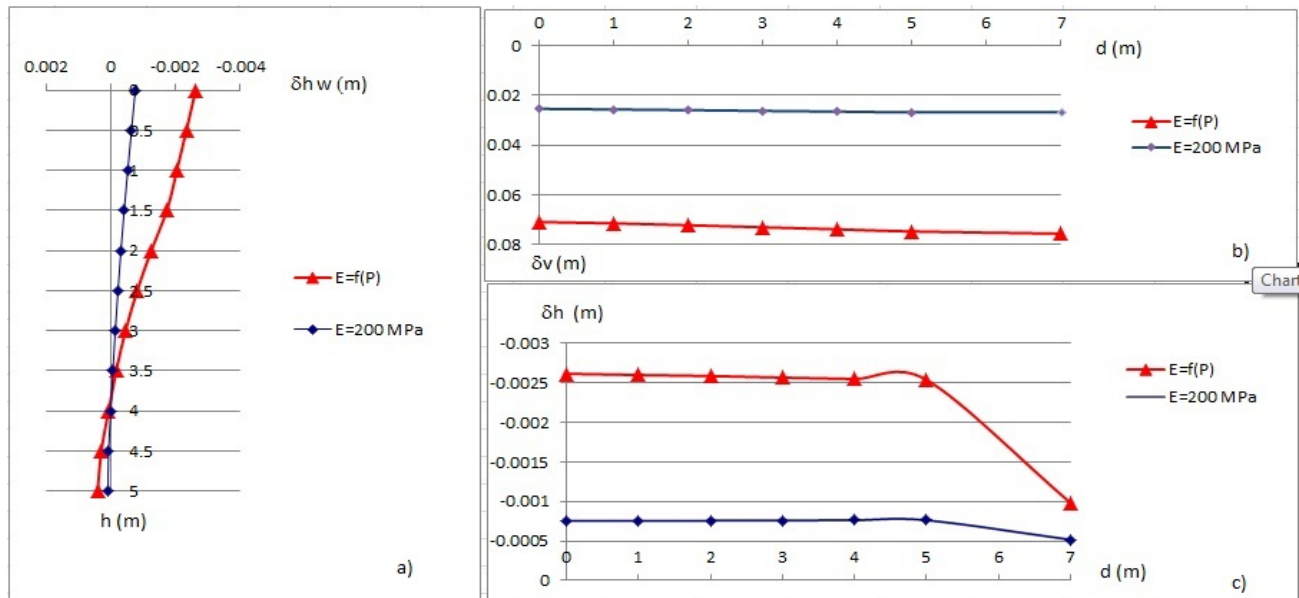 0.002 0 -0.002 -0.004
δh w (m)
0.5
1
1.5
2
2.5
3
3.5
4
4.5
5
h (m)
E=f(P)
E=200 MPa
a)
0 1 2 3 4 5 7
d (m)
0
0.02
0.04
0.06
0.08
δv (m)
E=f(P)
E=200 MPa
b)
Chart
δh (m)
-0.003
-0.0025
-0.002
-0.0015
-0.001
-0.0005
0
0 1 2 3 4 5 7
d (m)
E=f(P)
E=200 MPa
c)